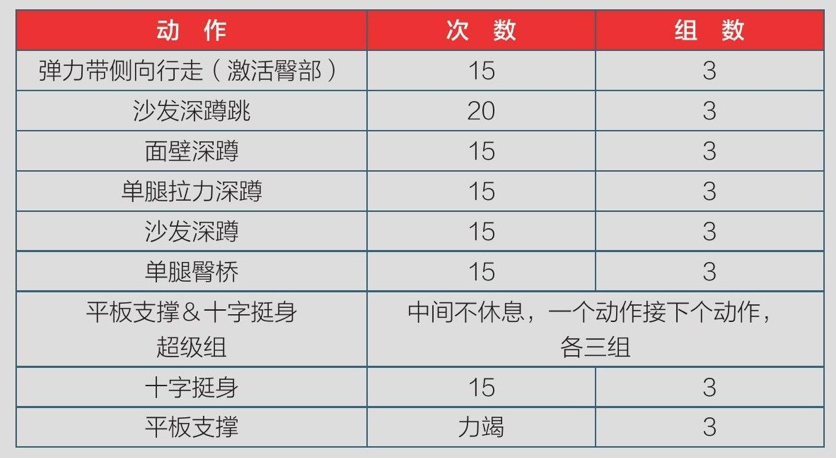 动 作 次 数 组 数
弹力带侧向行走（激活臀部） 15 3
沙发深蹲跳 20 3
面壁深蹲 15 3
单腿拉力深蹲 15 3
沙发深蹲 15 3
单腿臀桥 15 3
平板支撑&十字挺身
超级组
中间不休息，一个动作接下个动作，
各三组
十字挺身 15 3
平板支撑 力竭 3